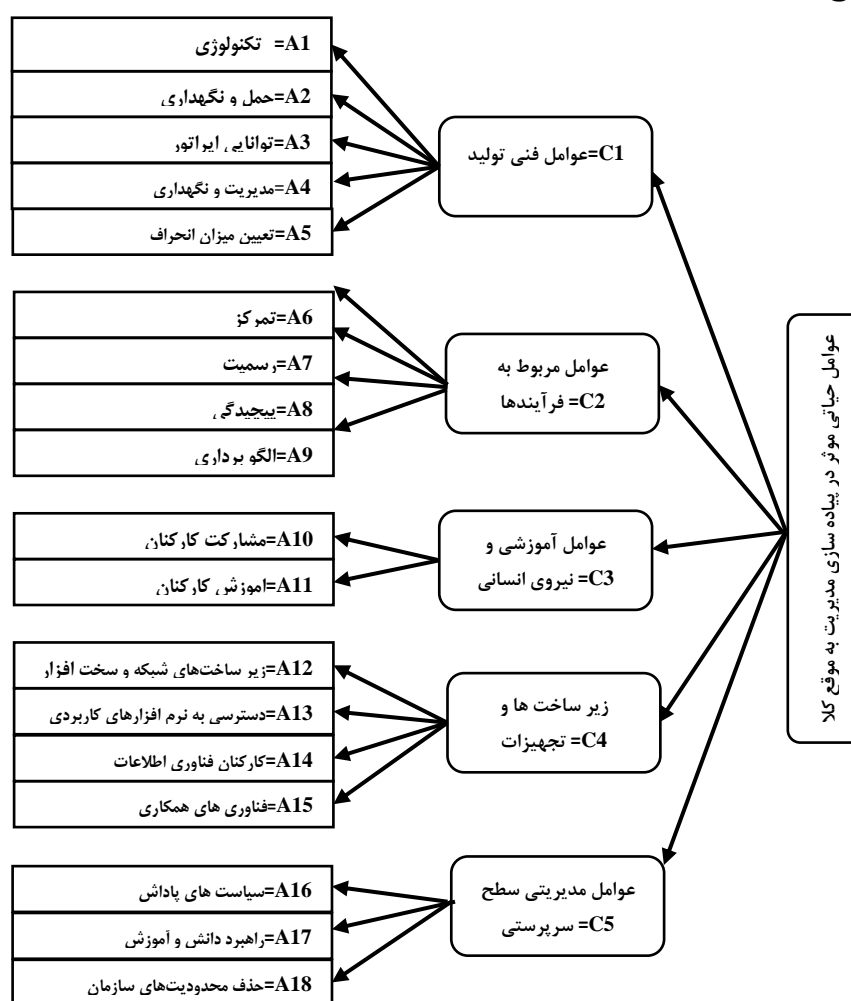 عوامل حیاتی موثر در پیاده سازی مدیریت به موقع کلا
C1=عوامل فنی تولید
A1= تکنولوژی
A2=حمل و نگهداری
A3=توانایی اپراتور
A4=مدیریت و نگهداری
A5=تعیین میزان انحراف
عوامل مربوط به
C2= فرآیندها
A6=تمرکز
A7=رسمیت
A8=پیچیدگی
A9=الگو برداری
عوامل آموزشی و
C3= نیروی انسانی
A10=مشارکت کارکنان
A11=اموزش کارکنان
زیر ساخت ها و
C4= تجهیزات
A12=زیر ساخت‌های شبکه و سخت افزار
A13=دسترسی به نرم افزارهای کاربردی
A14=کارکنان فناوری اطلاعات
A15=فناوری های همکاری
عوامل مدیریتی سطح
C5= سرپرستی
A16=سیاست های پاداش
A17=راهبرد دانش و آموزش
A18=حذف محدودیت‌های سازمان